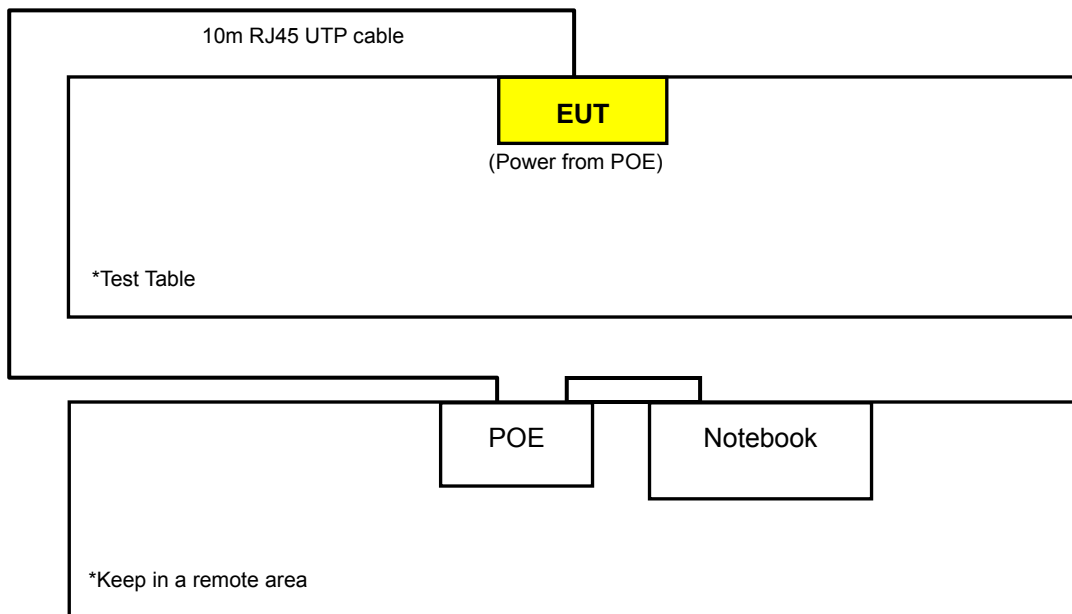 10m RJ45 UTP cable
EUT
(Power from POE)
*Test Table
POE
Notebook
*Keep in a remote area